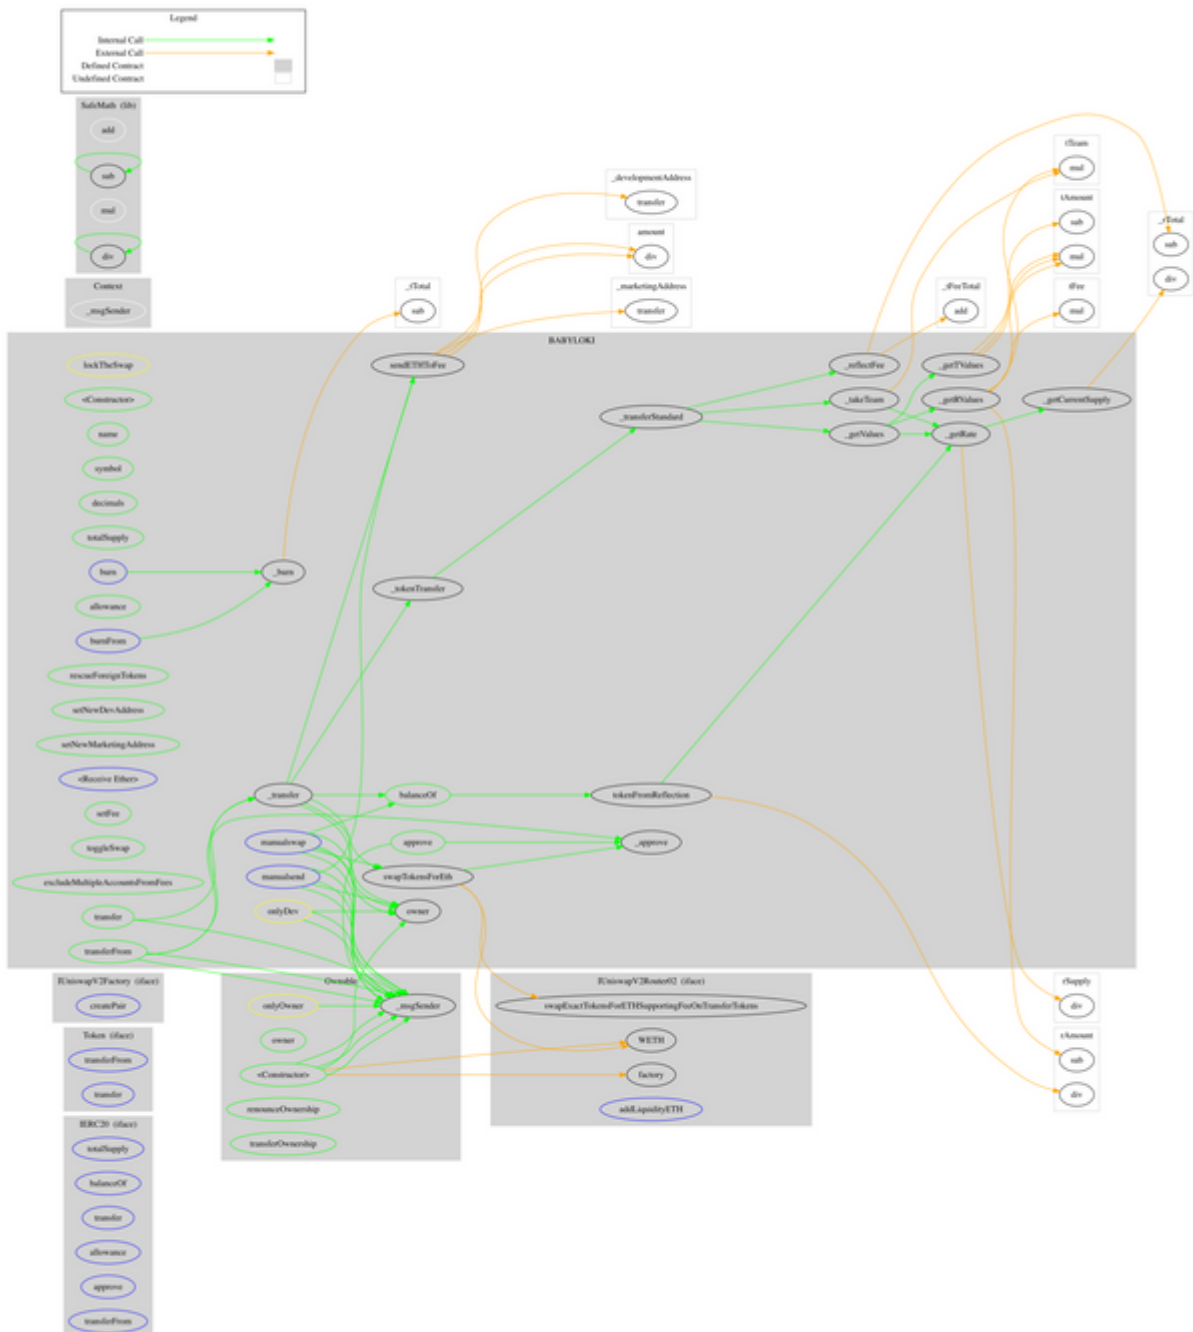 Legend
Internal Call
External Call
Defined Contract
Undefined Contract
SafeMath (lib)
add
sub
mul
div
Context
_msgSender
_tTotal
sub
_developmentAddress
transfer
amount
div
_marketingAddress
transfer
_tFeeTotal
add
tTeam
mul
tAmount
sub
mul
tFee
mul
_rTotal
sub
div
BABYLOKI
lockTheSwap
<Constructor>
name
symbol
decimals
totalSupply
burn
allowance
burnFrom
rescueForeignTokens
setNewDevAddress
setNewMarketingAddress
<Receive Ether>
setFee
toggleSwap
excludeMultipleAccountsFromFees
transfer
transferFrom
_burn
_transfer
manualswap
manualsend
onlyDev
sendETHToFee
_tokenTransfer
balanceOf
approve
swapTokensForEth
owner
_transferStandard
tokenFromReflection
_approve
_reflectFee
_takeTeam
_getValues
_getTValues
_getRValues
_getRate
_getCurrentSupply
IUniswapV2Factory (iface)
createPair
Token (iface)
transferFrom
transfer
IERC20 (iface)
totalSupply
balanceOf
transfer
allowance
approve
transferFrom
Ownable
onlyOwner
owner
<Constructor>
renounceOwnership
transferOwnership
_msgSender
IUniswapV2Router02 (iface)
swapExactTokensForETHSupportingFeeOnTransferTokens
WETH
factory
addLiquidityETH
rSupply
div
rAmount
sub
div